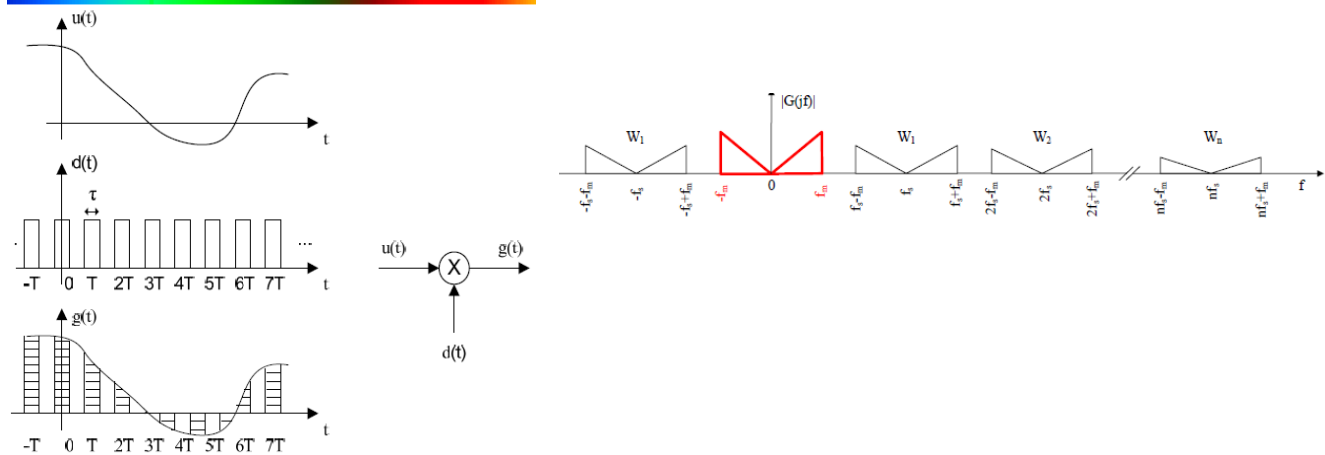 u(t)
t
d(t)
τ
. ...
-T 0 T 2T 3T 4T 5T 6T 7T t
g(t)
-T 0 T 2T 3T 4T 5T 6T 7T t
u(t) X g(t)
d(t)
|G(jf)|
W₁ W₁ W₂ Wₙ
-fₛ-fₘ -fₛ -fₛ+fₘ -fₘ 0 fₘ fₛ-fₘ fₛ fₛ+fₘ 2fₛ-fₘ 2fₛ 2fₛ+fₘ nfₛ-fₘ nfₛ nfₛ+fₘ f